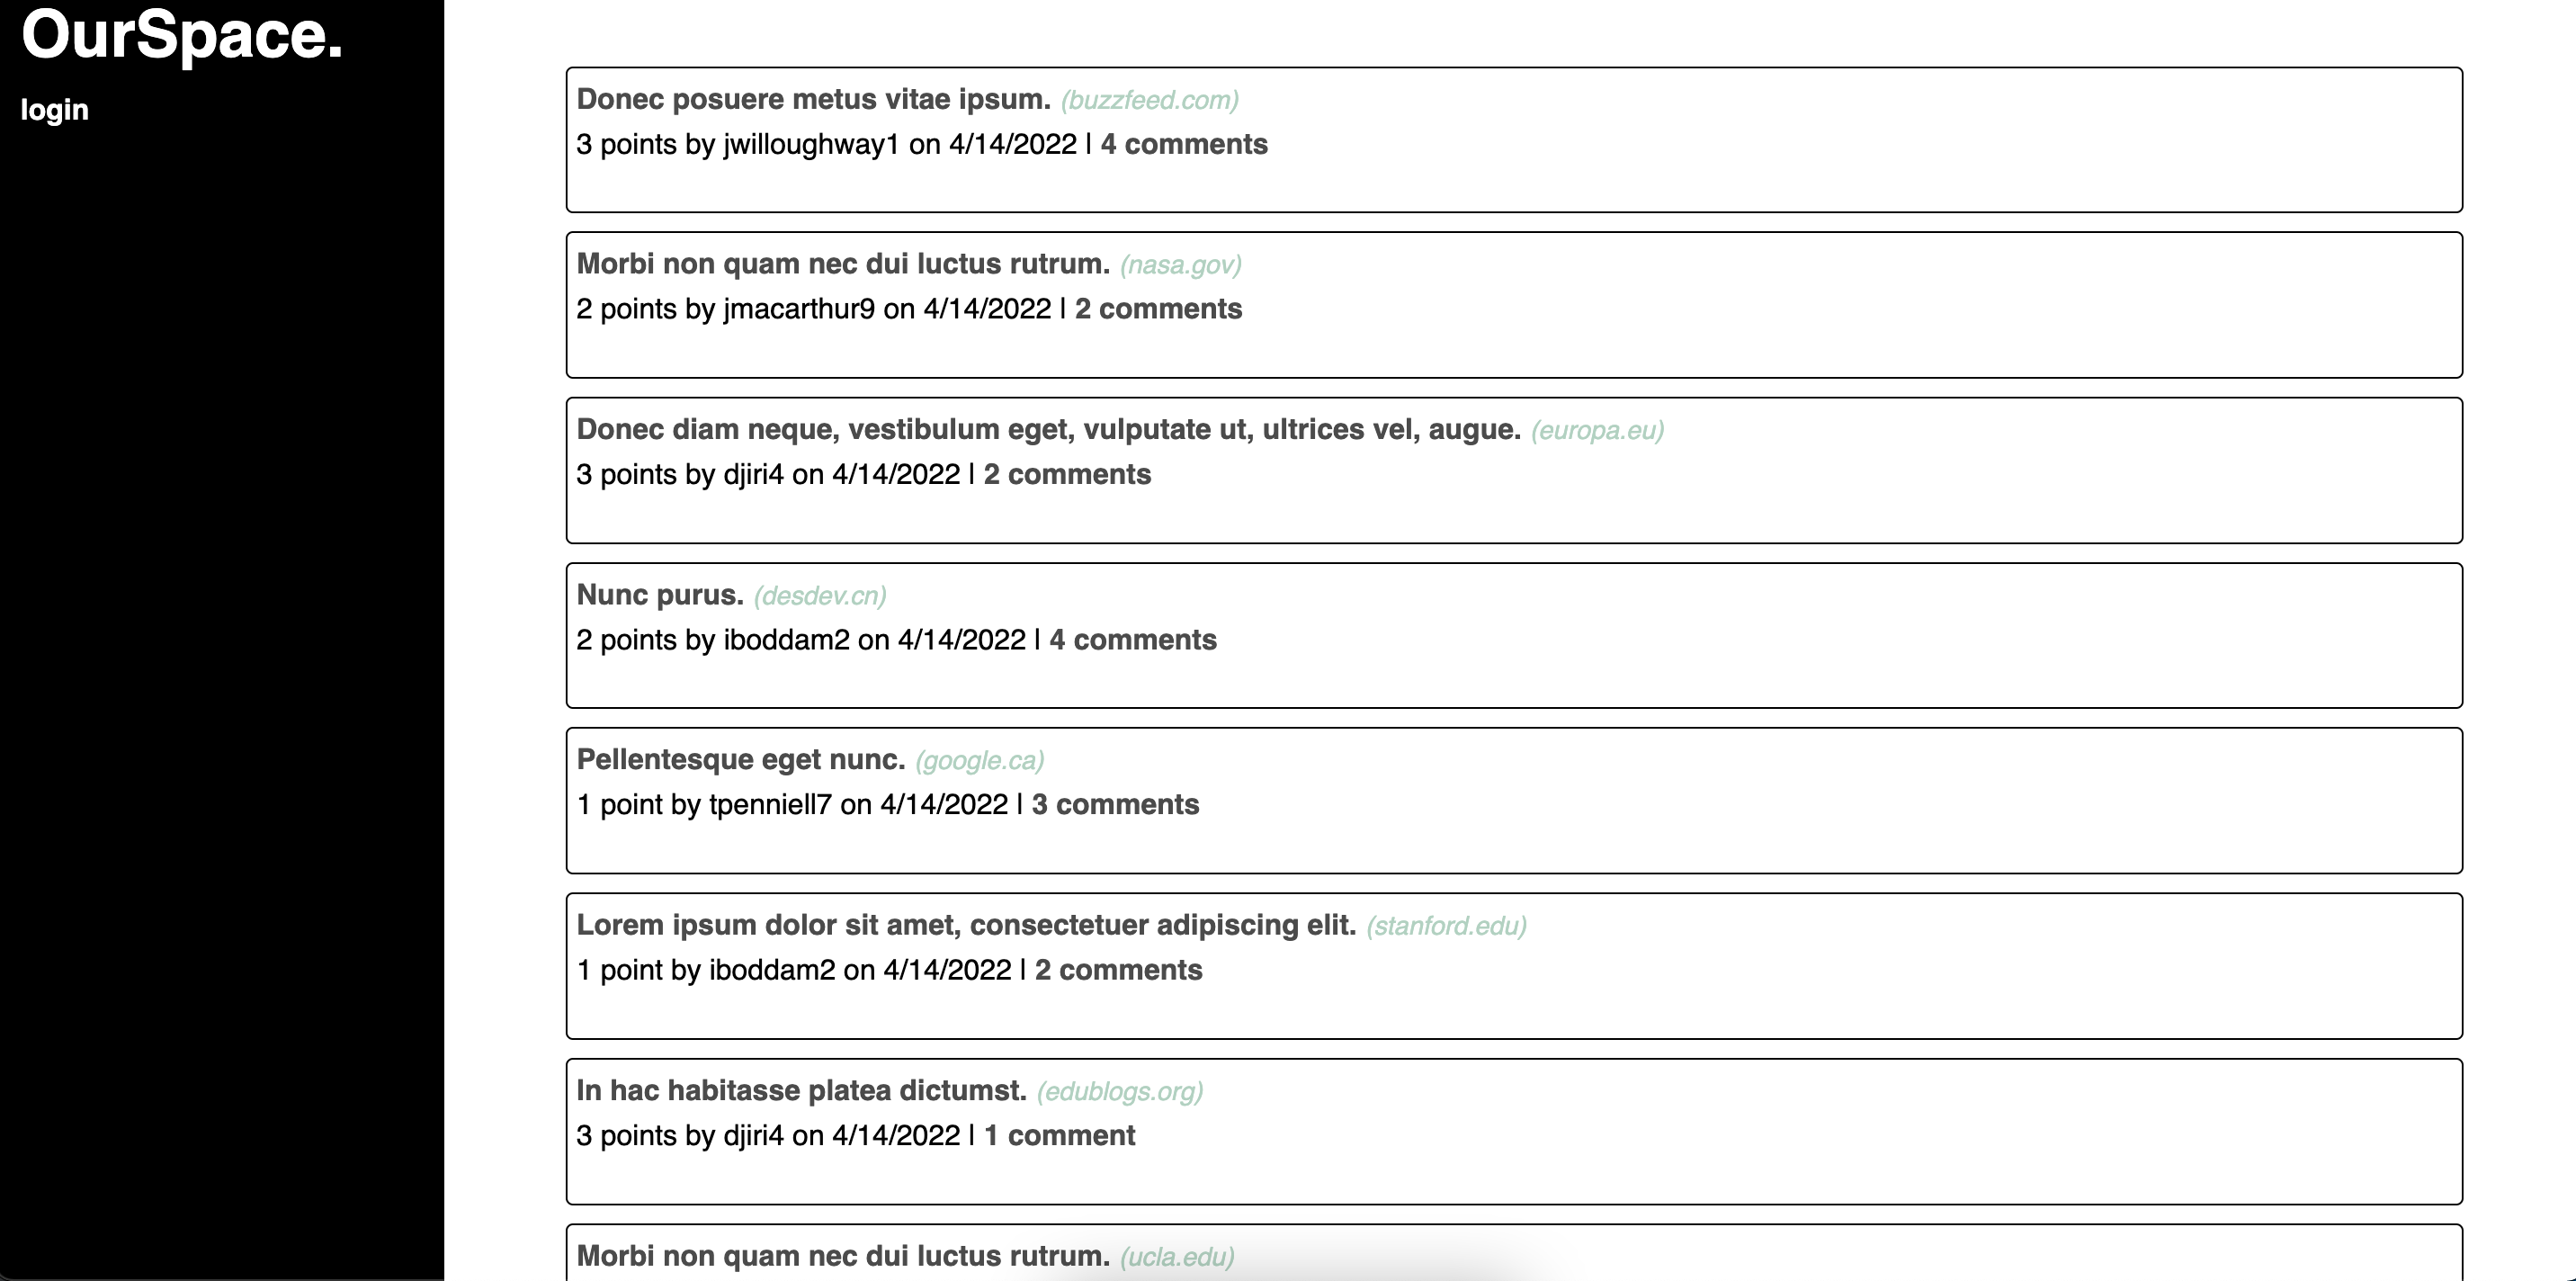 OurSpace.
login
Donec posuere metus vitae ipsum. (buzzfeed.com)
3 points by jwilloughway1 on 4/14/2022 | 4 comments
Morbi non quam nec dui luctus rutrum. (nasa.gov)
2 points by jmacarthur9 on 4/14/2022 | 2 comments
Donec diam neque, vestibulum eget, vulputate ut, ultrices vel, augue. (europa.eu)
3 points by djiri4 on 4/14/2022 | 2 comments
Nunc purus. (desdev.cn)
2 points by iboddam2 on 4/14/2022 | 4 comments
Pellentesque eget nunc. (google.ca)
1 point by tpenniell7 on 4/14/2022 | 3 comments
Lorem ipsum dolor sit amet, consectetuer adipiscing elit. (stanford.edu)
1 point by iboddam2 on 4/14/2022 | 2 comments
In hac habitasse platea dictumst. (edublogs.org)
3 points by djiri4 on 4/14/2022 | 1 comment
Morbi non quam nec dui luctus rutrum. (ucla.edu)